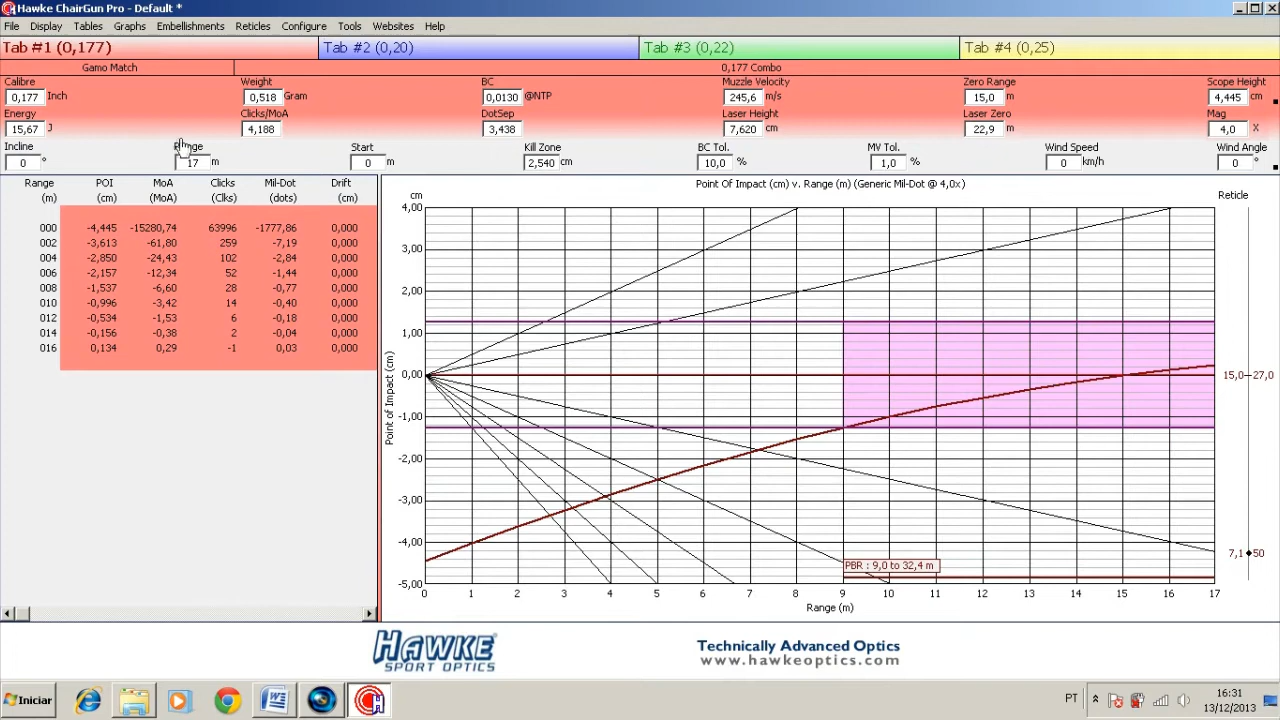 Hawke ChairGun Pro - Default *
File Display Tables Graphs Embellishments Reticles Configure Tools Websites Help
Tab #1 (0,177) Tab #2 (0,20) Tab #3 (0,22) Tab #4 (0,25)
Gamo Match 0,177 Combo
Calibre Weight BC Muzzle Velocity Zero Range Scope Height
0,177 Inch 0,518 Gram 0,0130 @NTP 245,6 m/s 15,0 m 4,445 cm
Energy Clicks/MoA DotSep Laser Height Laser Zero Mag
15,67 J 4,188 3,438 7,620 cm 22,9 m 4,0 X
Incline Range Start Kill Zone BC Tol. MV Tol. Wind Speed Wind Angle
0 ° 17 m 0 m 2,540 cm 10,0 % 1,0 % 0 km/h 0 °
Range POI MoA Clicks Mil-Dot Drift
(m) (cm) (MoA) (Clks) (dots) (cm)
000 -4,445 -15280,74 63996 -1777,86 0,000
002 -3,613 -61,80 259 -7,19 0,000
004 -2,850 -24,43 102 -2,84 0,000
006 -2,157 -12,34 52 -1,44 0,000
008 -1,537 -6,60 28 -0,77 0,000
010 -0,996 -3,42 14 -0,40 0,000
012 -0,534 -1,53 6 -0,18 0,000
014 -0,156 -0,38 2 -0,04 0,000
016 0,134 0,29 -1 0,03 0,000
Point Of Impact (cm) v. Range (m) (Generic Mil-Dot @ 4,0x)
cm
Reticle
4,00
3,00
2,00
1,00
0,00
-1,00
-2,00
-3,00
-4,00
-5,00
Point of Impact (cm)
15,0 27,0
7,1 50
PBR : 9,0 to 32,4 m
0 1 2 3 4 5 6 7 8 9 10 11 12 13 14 15 16 17
Range (m)
HAWKE
SPORT OPTICS
Technically Advanced Optics
www.hawkeoptics.com
Iniciar
PT
16:31
13/12/2013